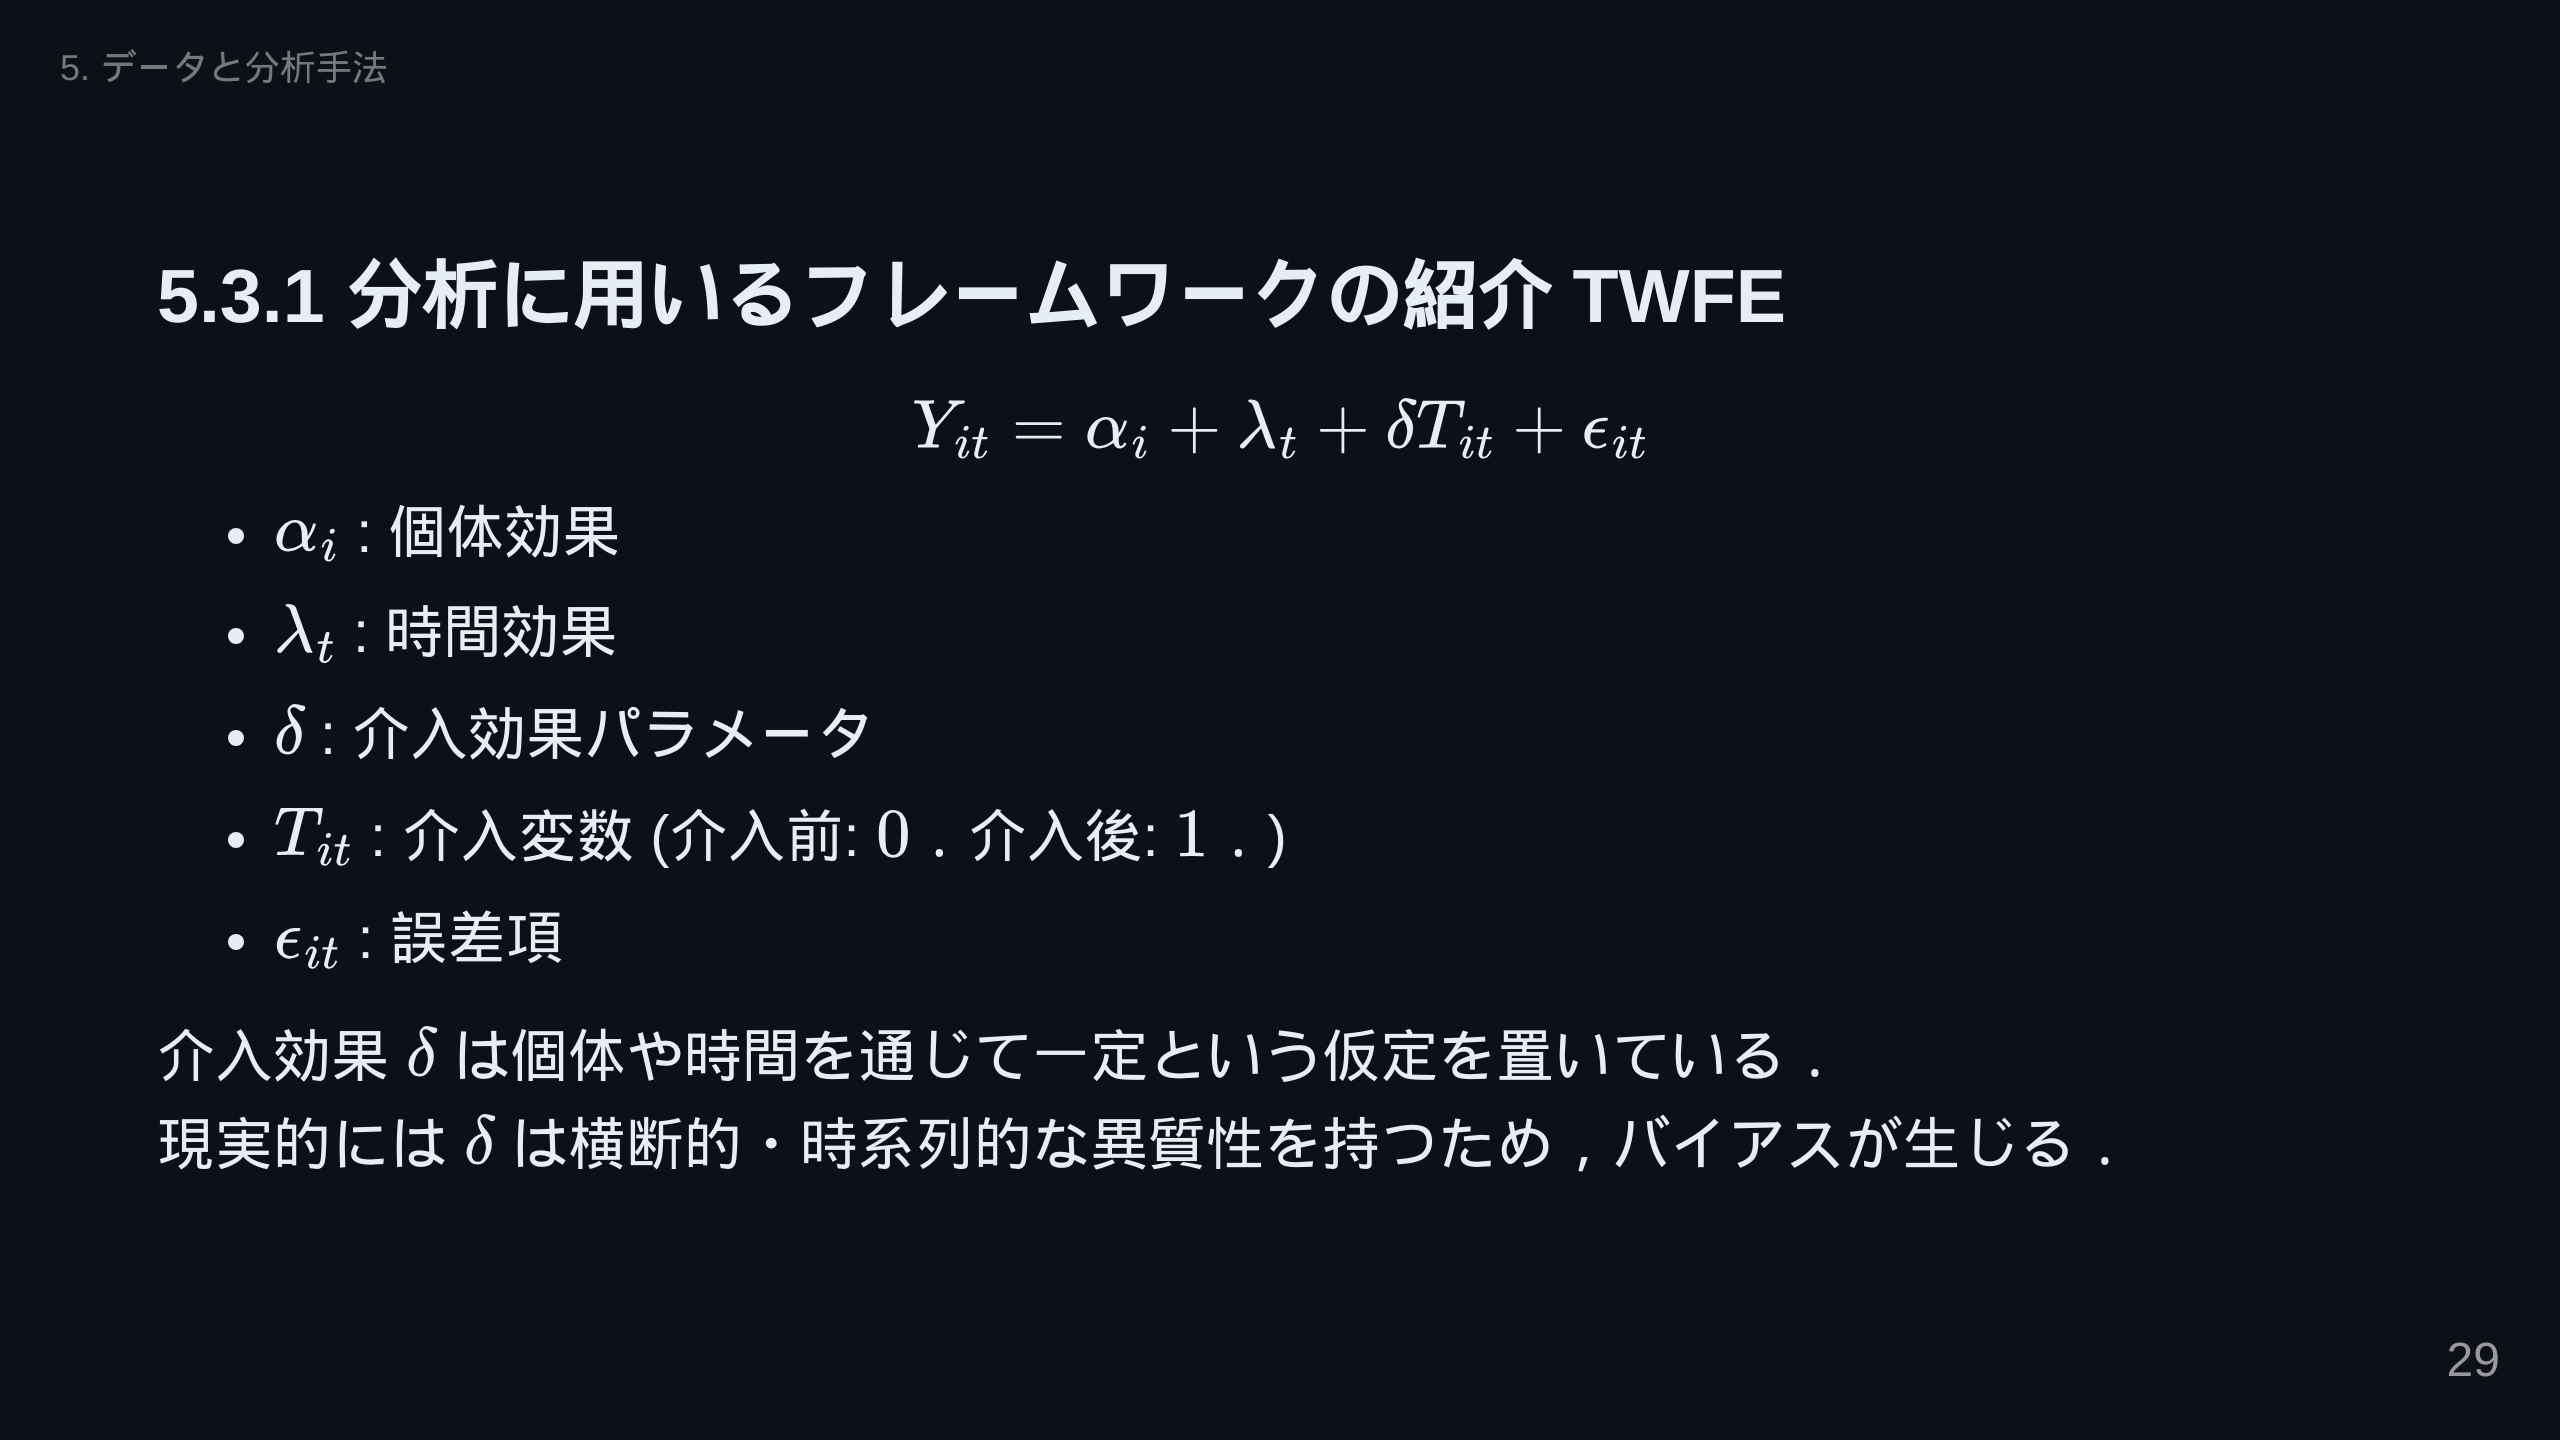 5. データと分析手法
5.3.1 分析に用いるフレームワークの紹介 TWFE
Y_{it} = α_i + λ_t + δT_{it} + ϵ_{it}
• α_i : 個体効果
• λ_t : 時間効果
• δ : 介入効果パラメータ
• T_{it} : 介入変数 (介入前: 0．介入後: 1．)
• ϵ_{it} : 誤差項
介入効果 δ は個体や時間を通じて一定という仮定を置いている．
現実的には δ は横断的・時系列的な異質性を持つため，バイアスが生じる．
29